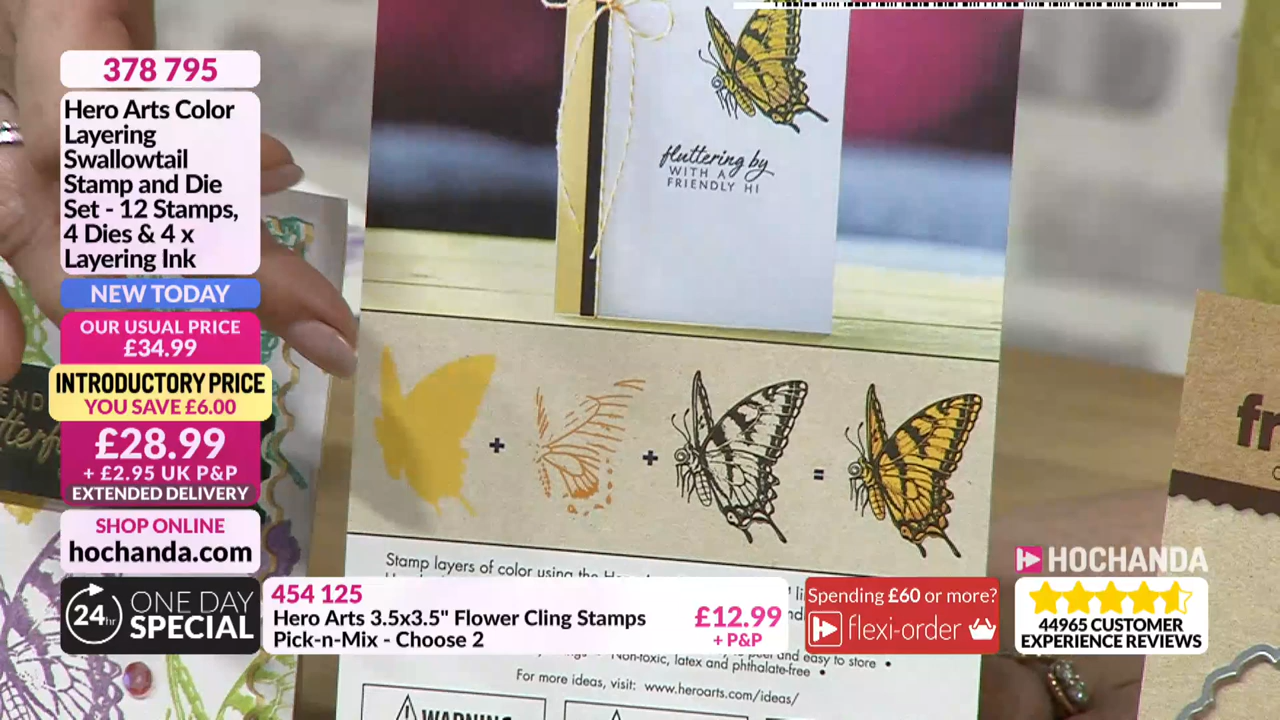 378 795
Hero Arts Color
Layering
Swallowtail
Stamp and Die
Set - 12 Stamps,
4 Dies & 4 x
Layering Ink
NEW TODAY
OUR USUAL PRICE
£34.99
INTRODUCTORY PRICE
YOU SAVE £6.00
£28.99
+ £2.95 UK P&P
EXTENDED DELIVERY
SHOP ONLINE
hochanda.com
24hr ONE DAY
SPECIAL
454 125
Hero Arts 3.5x3.5" Flower Cling Stamps
Pick-n-Mix - Choose 2
£12.99
+ P&P
Spending £60 or more?
flexi-order
HOCHANDA
44965 CUSTOMER
EXPERIENCE REVIEWS
fluttering by
WITH A
FRIENDLY HI
+ + =
Stamp layers of color using the
Non-toxic, latex and phthalate-free •
and easy to store •
For more ideas, visit: www.heroarts.com/ideas/
WARNING